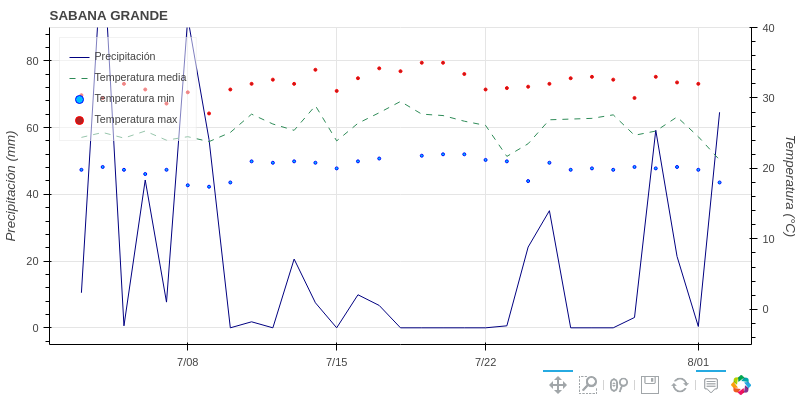 SABANA GRANDE
Precipitación
Temperatura media
Temperatura min
Temperatura max
Precipitación (mm)
80
60
40
20
0
Temperatura (°C)
40
30
20
10
0
7/08
7/15
7/22
8/01